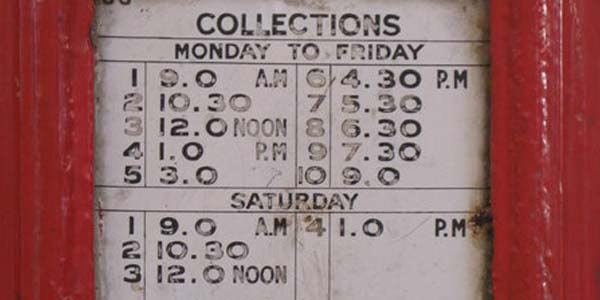 COLLECTIONS
MONDAY TO FRIDAY
1 9.0 A.M 6 4.30 P.M
2 10.30 7 5.30
3 12.0 NOON 8 6.30
4 1.0 P.M 9 7.30
5 3.0 10 9.0
SATURDAY
1 9.0 A.M 4 1.0 P.M
2 10.30
3 12.0 NOON